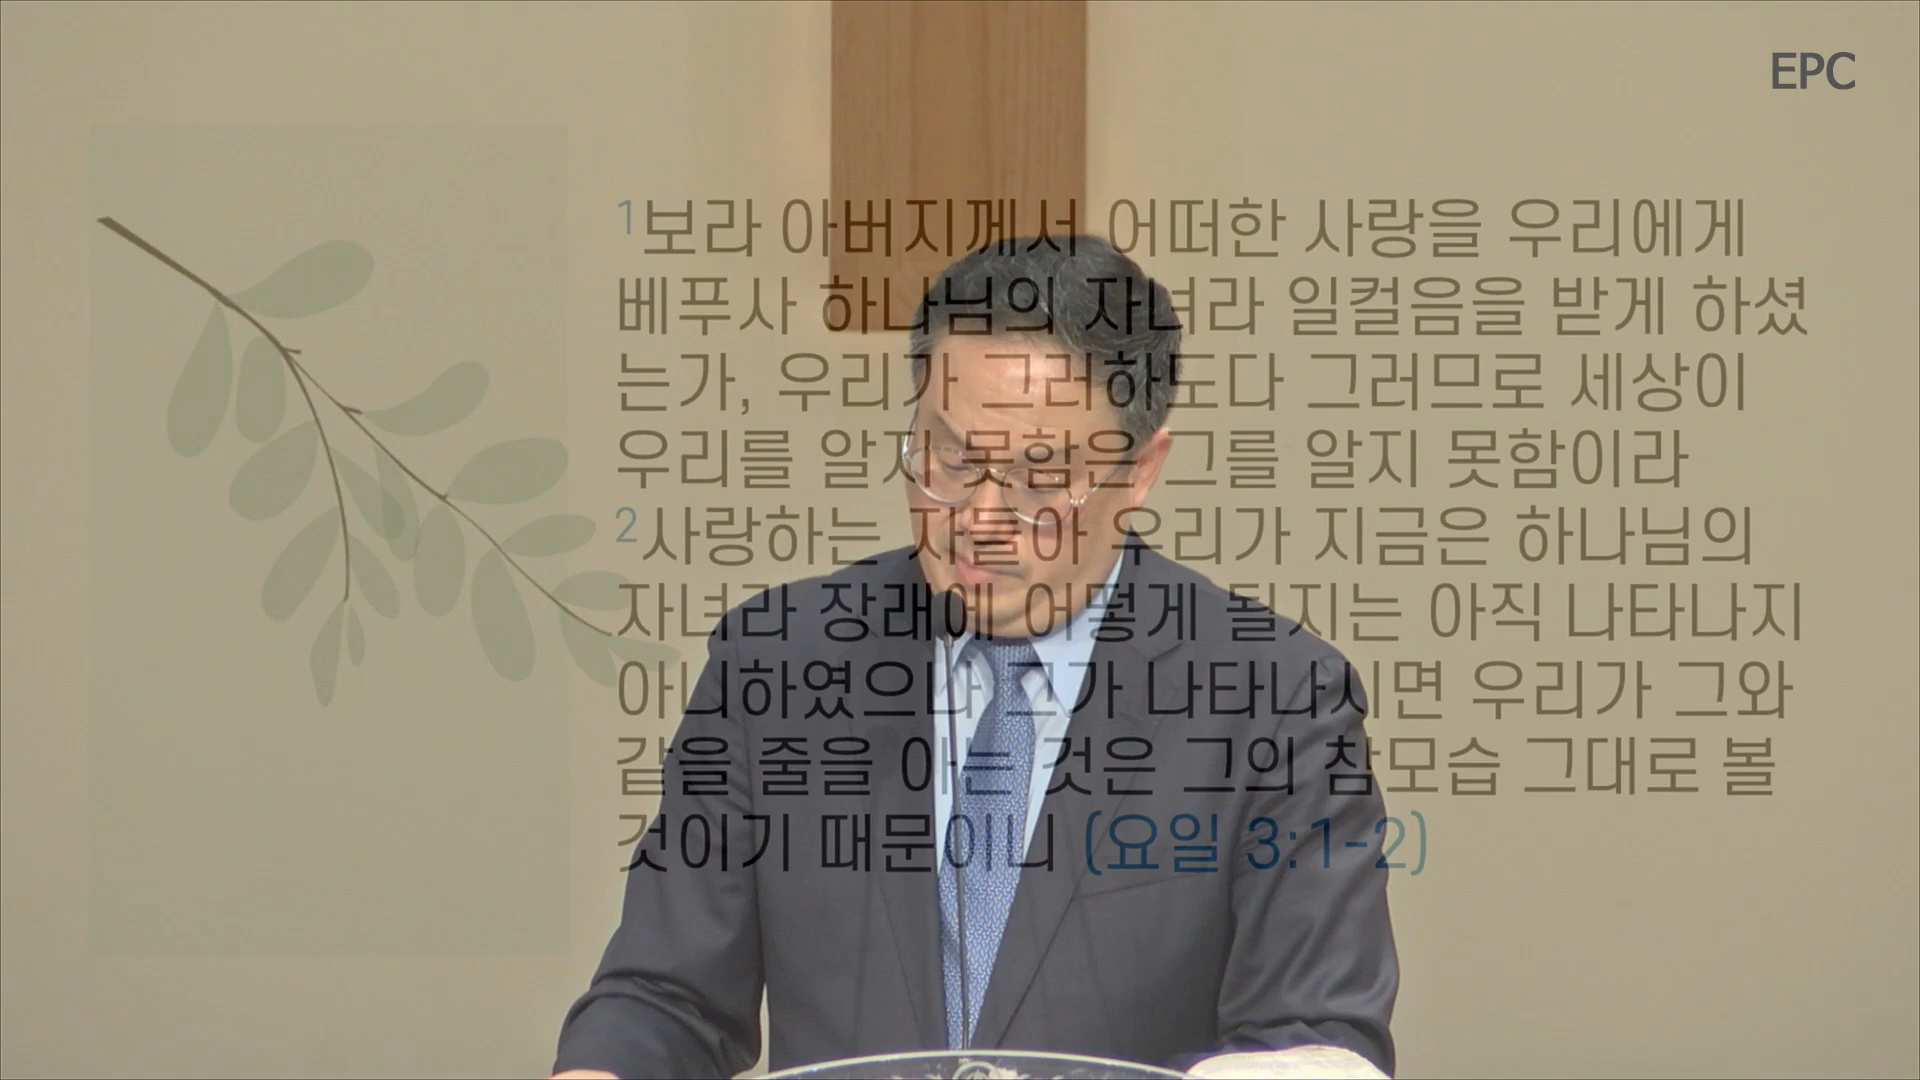 EPC
1보라 아버지께서 어떠한 사랑을 우리에게
베푸사 하나님의 자녀라 일컬음을 받게 하셨
는가, 우리가 그러하도다 그러므로 세상이
우리를 알지 못함은 그를 알지 못함이라
2사랑하는 자들아 우리가 지금은 하나님의
자녀라 장래에 어떻게 될지는 아직 나타나지
아니하였으나 그가 나타나시면 우리가 그와
같을 줄을 아는 것은 그의 참모습 그대로 볼
것이기 때문이니 (요일 3:1-2)